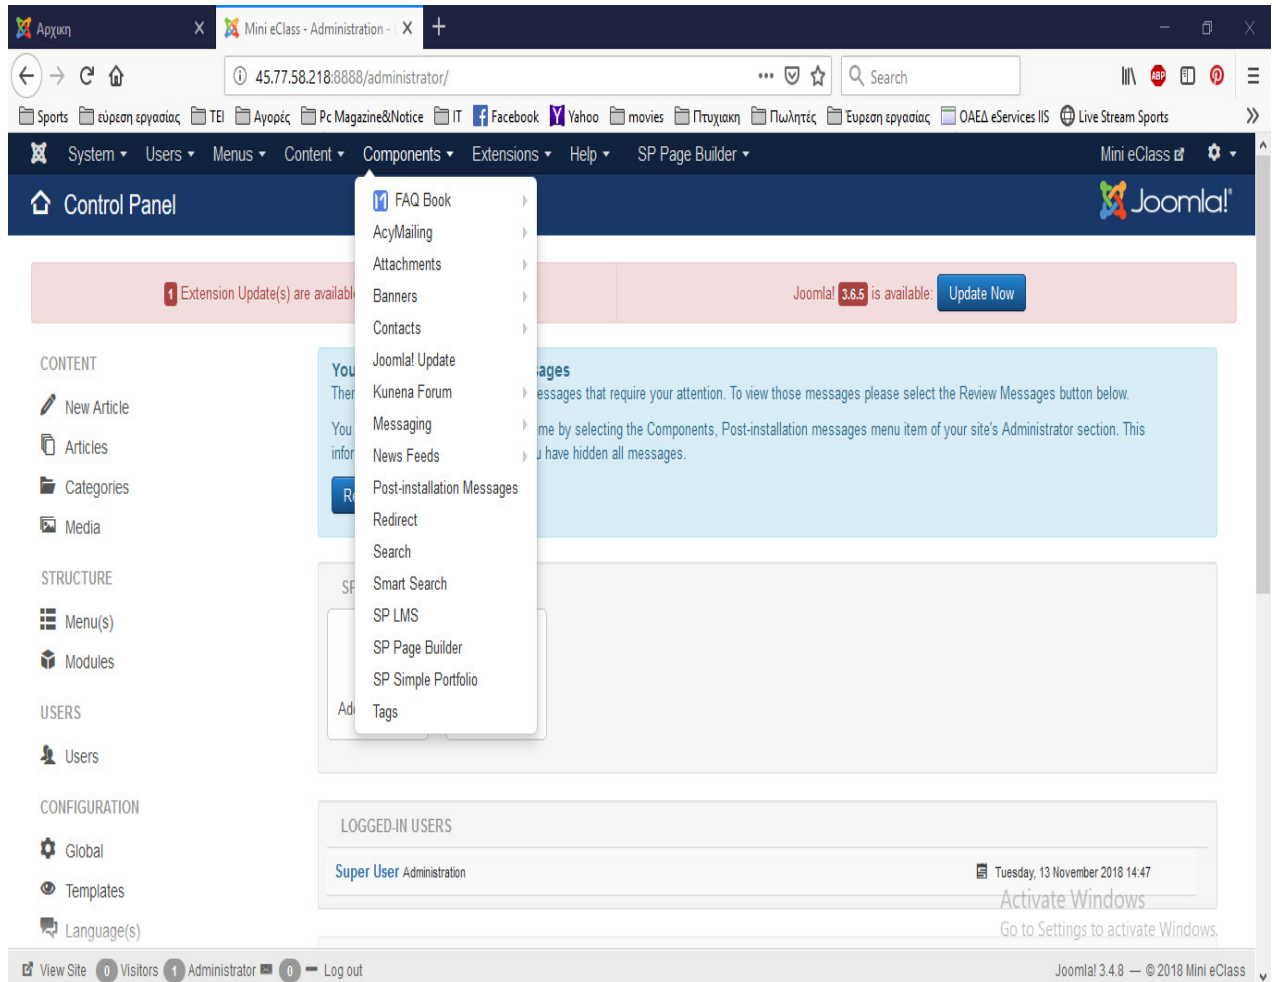 Αρχικη
Mini eClass - Administration -
45.77.58.218:8888/administrator/
Search
ABP
Sports εύρεση εργασίας TEI Αγορές Pc Magazine&Notice IT Facebook Yahoo movies Πτυχιακη Πωλητές Έυρεση εργασίας ΟΑΕΔ eServices IIS Live Stream Sports
System Users Menus Content Components Extensions Help SP Page Builder Mini eClass
Control Panel
Joomla!
FAQ Book
AcyMailing
Attachments
Banners
Contacts
Joomla! Update
Kunena Forum
Messaging
News Feeds
Post-installation Messages
Redirect
Search
Smart Search
SP LMS
SP Page Builder
SP Simple Portfolio
Tags
1 Extension Update(s) are
Joomla! 3.6.5 is available: Update Now
CONTENT
New Article
Articles
Categories
Media
STRUCTURE
Menu(s)
Modules
USERS
Users
CONFIGURATION
Global
Templates
Language(s)
that require your attention. To view those messages please select the Review Messages button below.
You me by selecting the Components, Post-installation messages menu item of your site's Administrator section. This
have hidden all messages.
LOGGED-IN USERS
Super User Administration Tuesday, 13 November 2018 14:47
Activate Windows
Go to Settings to activate Windows.
View Site 0 Visitors 1 Administrator 0 Log out Joomla! 3.4.8 — © 2018 Mini eClass